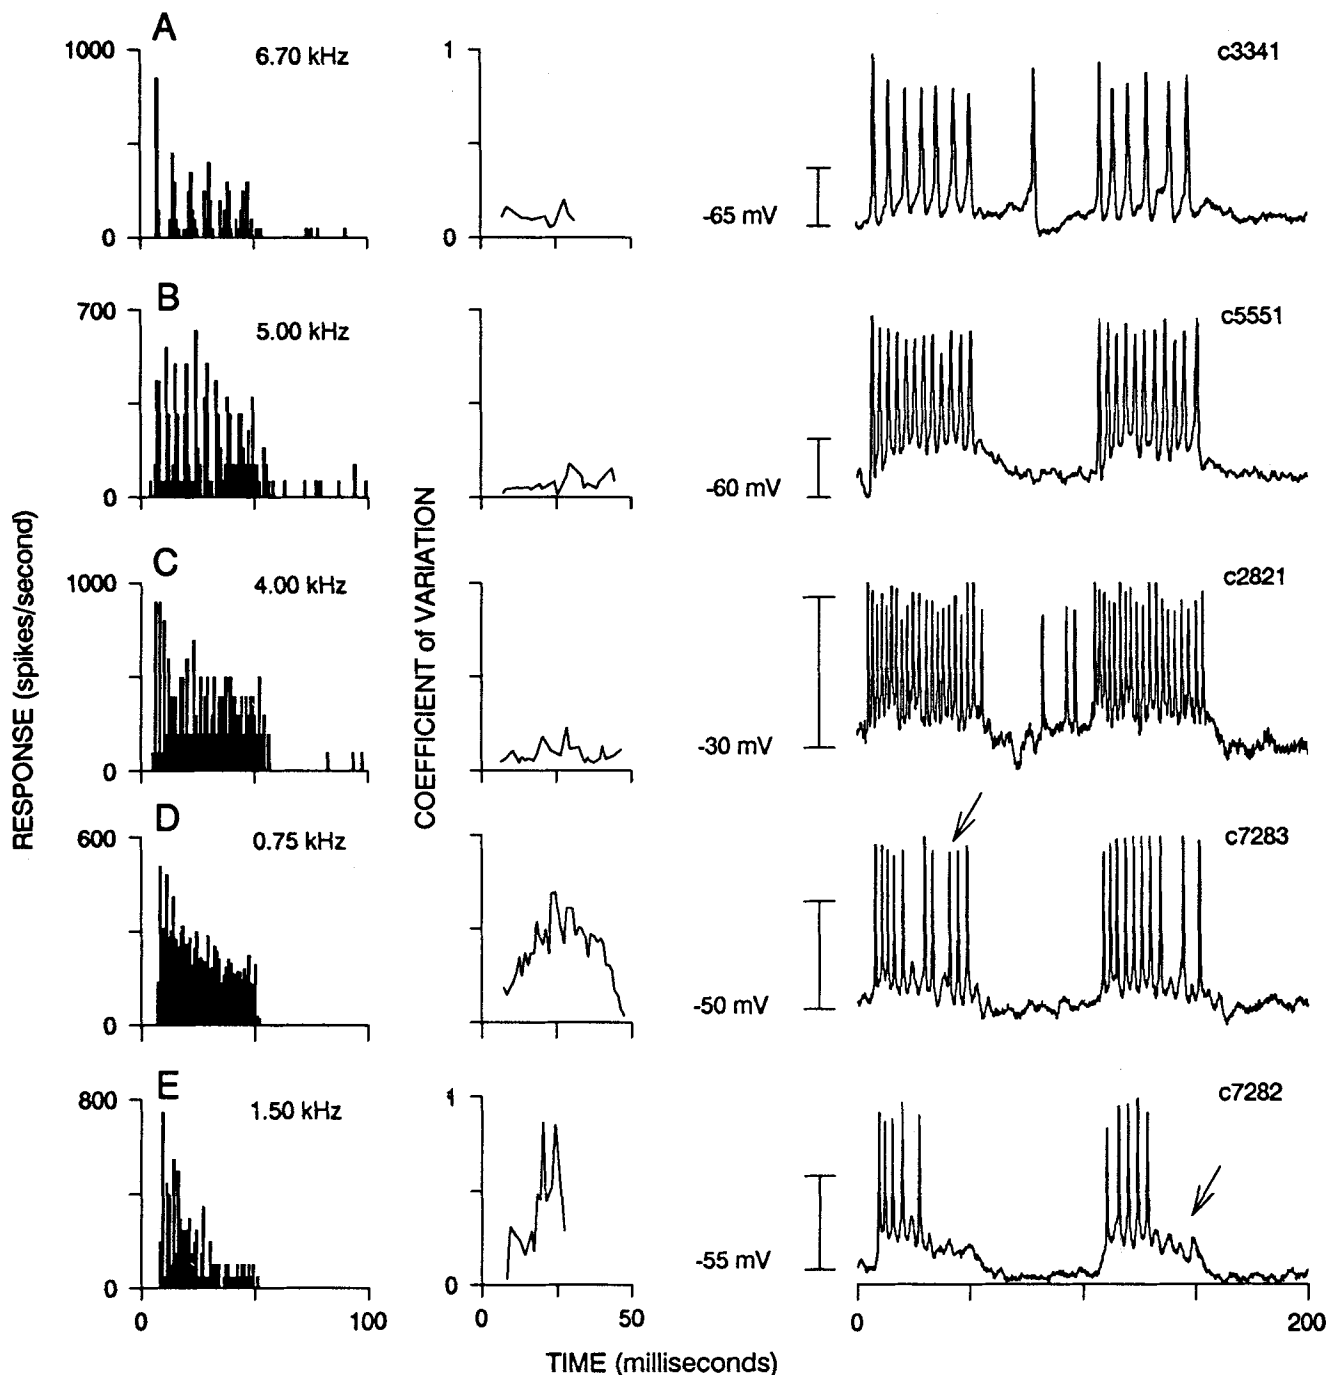 A
1000
6.70 kHz
0
1
0
c3341
-65 mV
B
700
5.00 kHz
0
c5551
-60 mV
C
1000
4.00 kHz
0
c2821
-30 mV
D
600
0.75 kHz
0
c7283
-50 mV
E
800
1.50 kHz
0
0
100
1
0
0
50
c7282
-55 mV
0
200
RESPONSE (spikes/second)
COEFFICIENT of VARIATION
TIME (milliseconds)